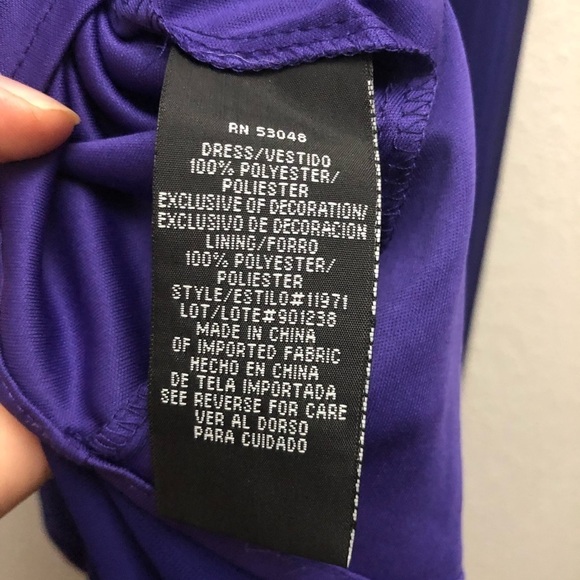 RN 53048
DRESS/VESTIDO
100% POLYESTER/
POLIESTER
EXCLUSIVE OF DECORATION/
EXCLUSIVO DE DECORACION
LINING/FORRO
100% POLYESTER/
POLIESTER
STYLE/ESTILO#11971
LOT/LOTE#901238
MADE IN CHINA
OF IMPORTED FABRIC
HECHO EN CHINA
DE TELA IMPORTADA
SEE REVERSE FOR CARE
VER AL DORSO
PARA CUIDADO